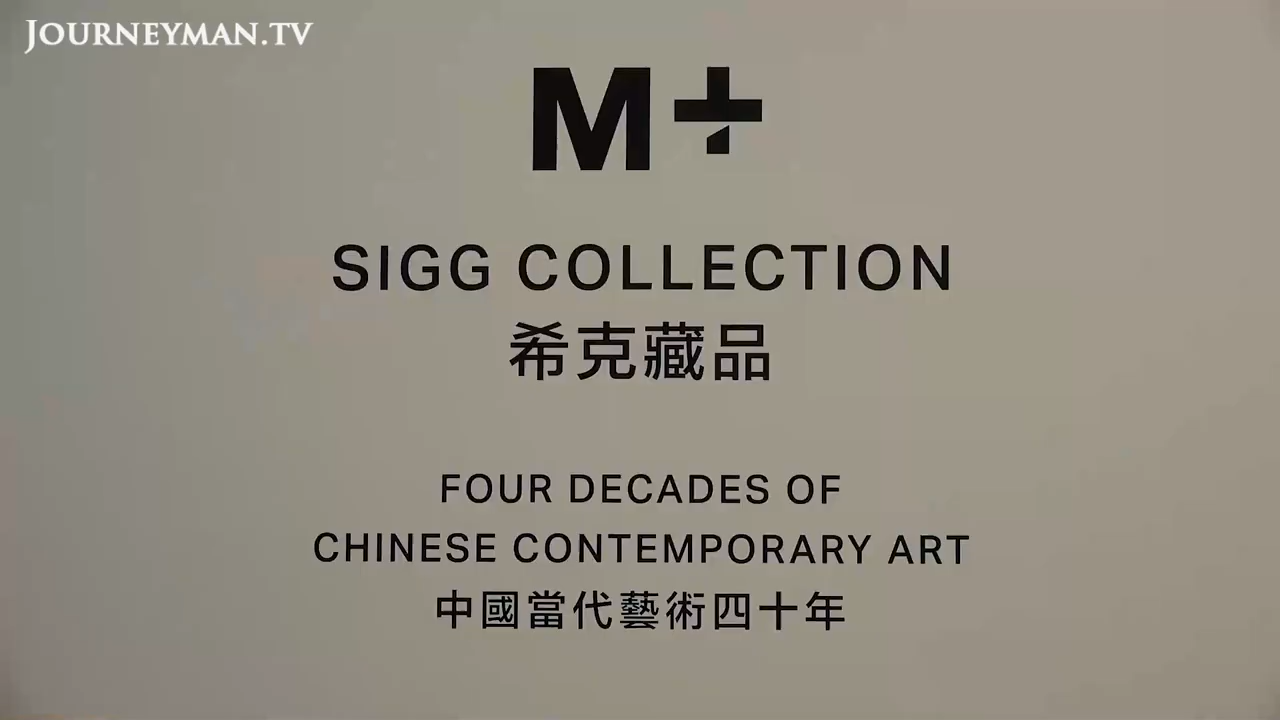 JOURNEYMAN.TV
M+
SIGG COLLECTION
希克藏品
FOUR DECADES OF
CHINESE CONTEMPORARY ART
中國當代藝術四十年